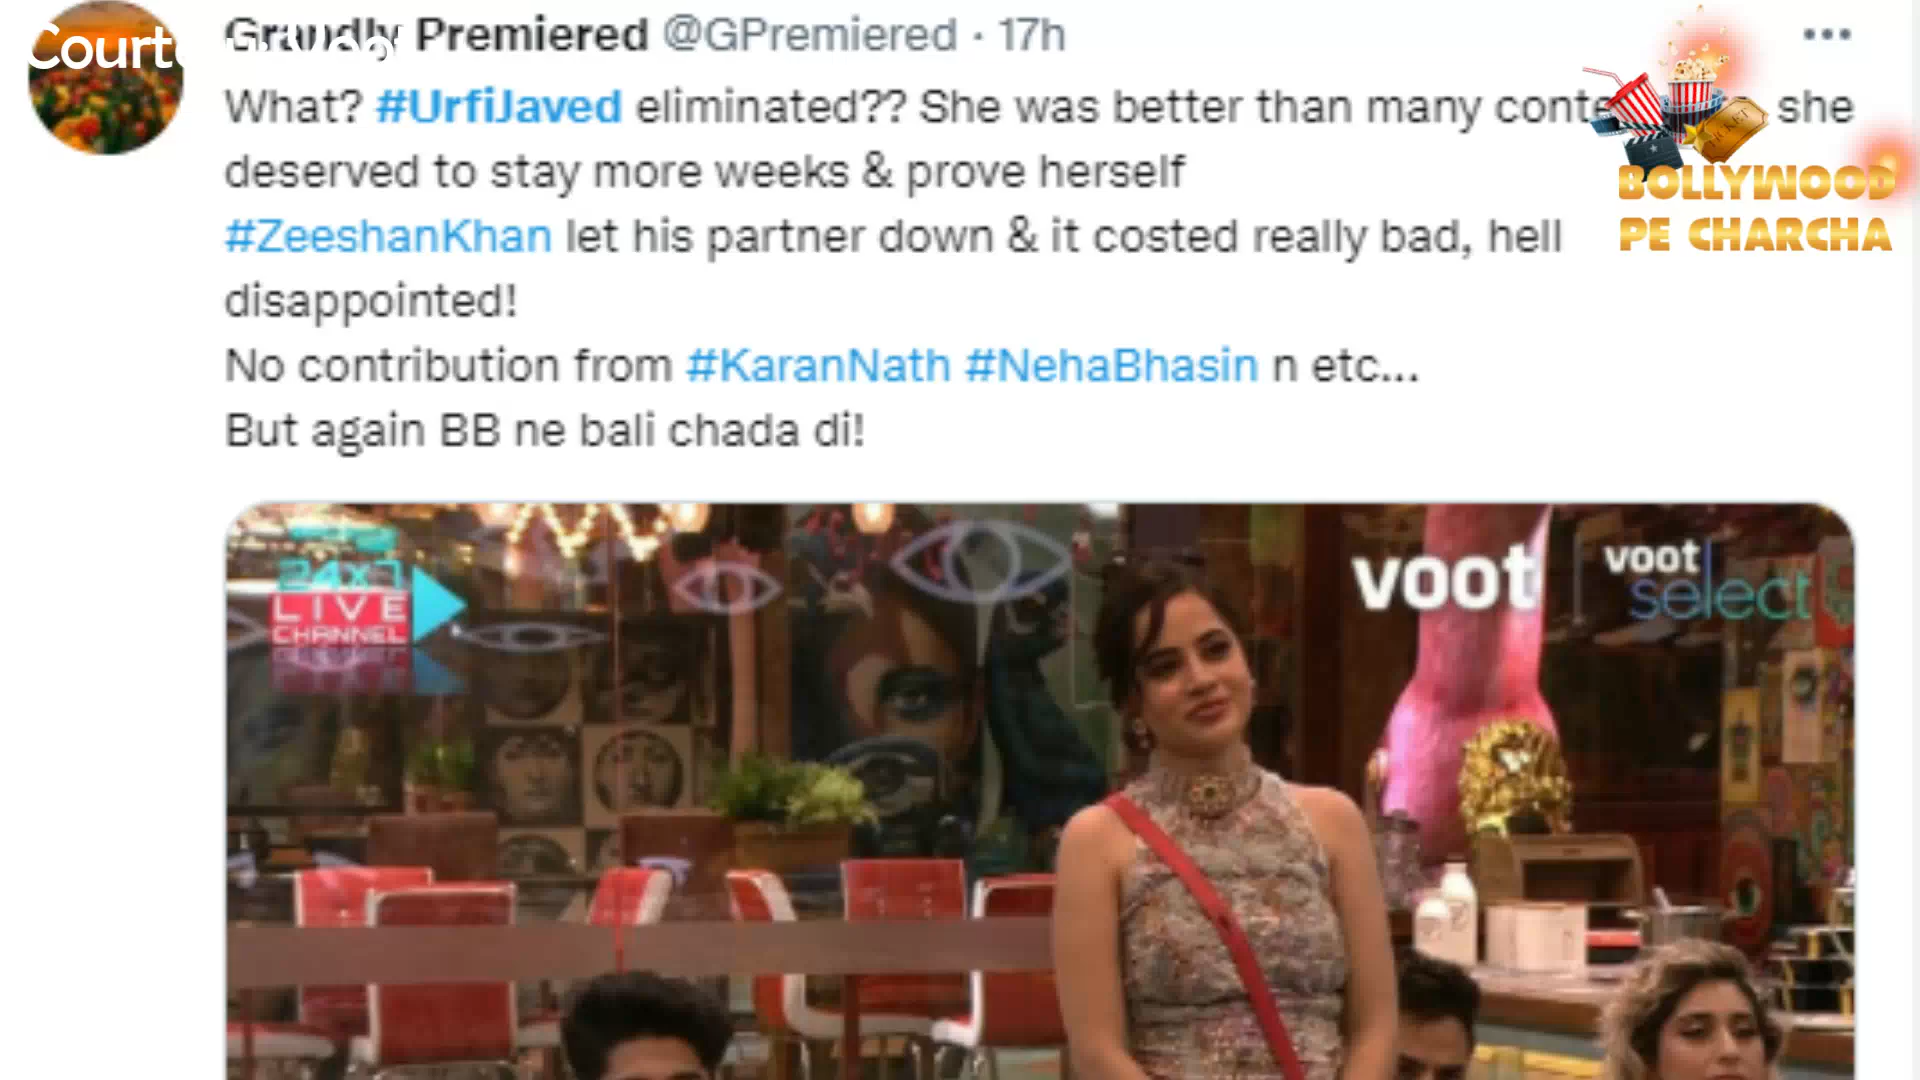 Grandly Premiered @GPremiered · 17h
What? #UrfiJaved eliminated?? She was better than many she
deserved to stay more weeks & prove herself
#ZeeshanKhan let his partner down & it costed really bad, hell
disappointed!
No contribution from #KaranNath #NehaBhasin n etc...
But again BB ne bali chada di!
TICKET
BOLLYWOOD
PE CHARCHA
24x7
LIVE
CHANNEL
voot
voot
select